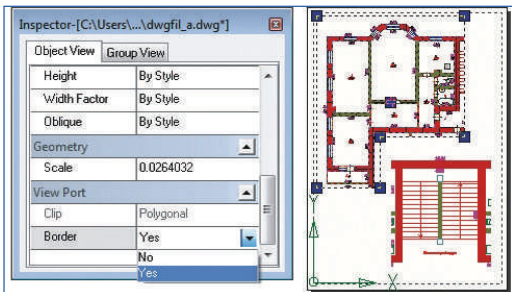 Inspector-[C:\Users\...\dwgfil_a.dwg*]
Object View Group View
Height By Style
Width Factor By Style
Oblique By Style
Geometry
Scale 0.0264032
View Port
Clip Polygonal
Border Yes
No
Yes
Y
X